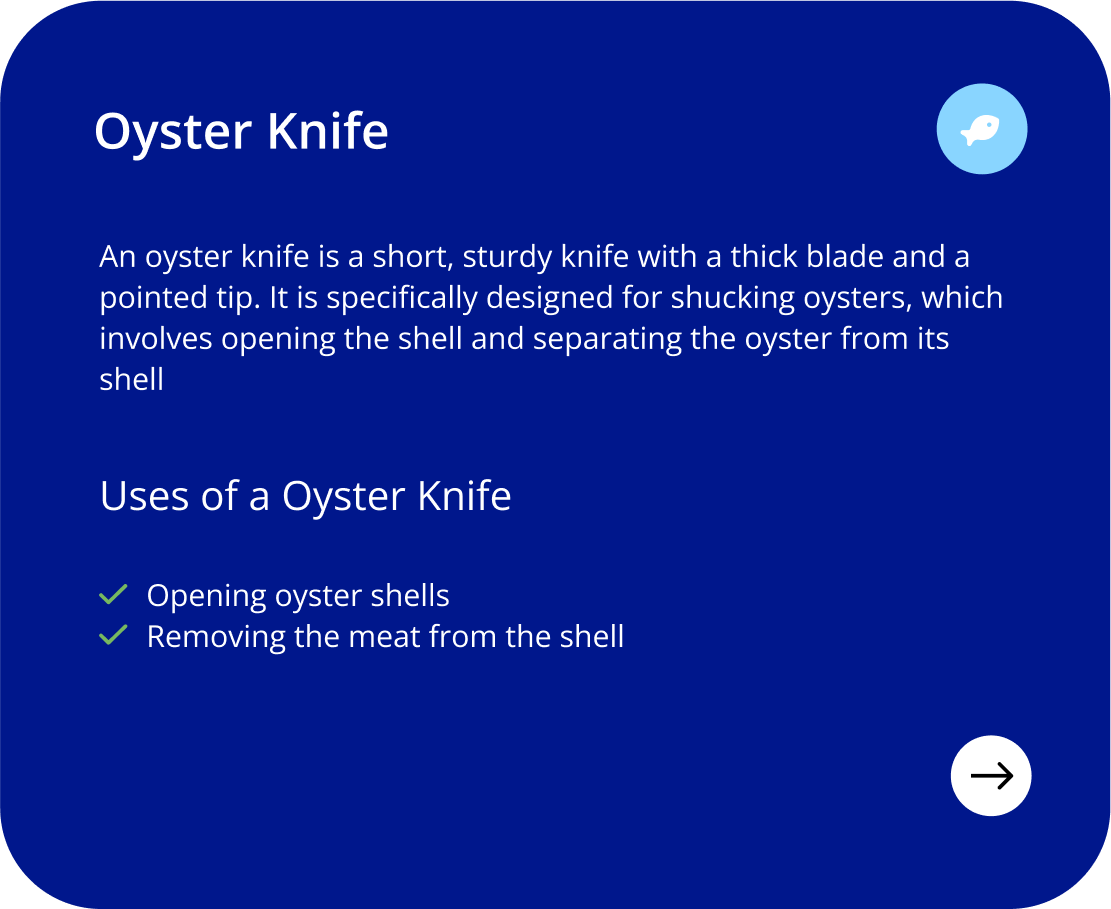 Oyster Knife
An oyster knife is a short, sturdy knife with a thick blade and a
pointed tip. It is specifically designed for shucking oysters, which
involves opening the shell and separating the oyster from its
shell
Uses of a Oyster Knife
Opening oyster shells
Removing the meat from the shell